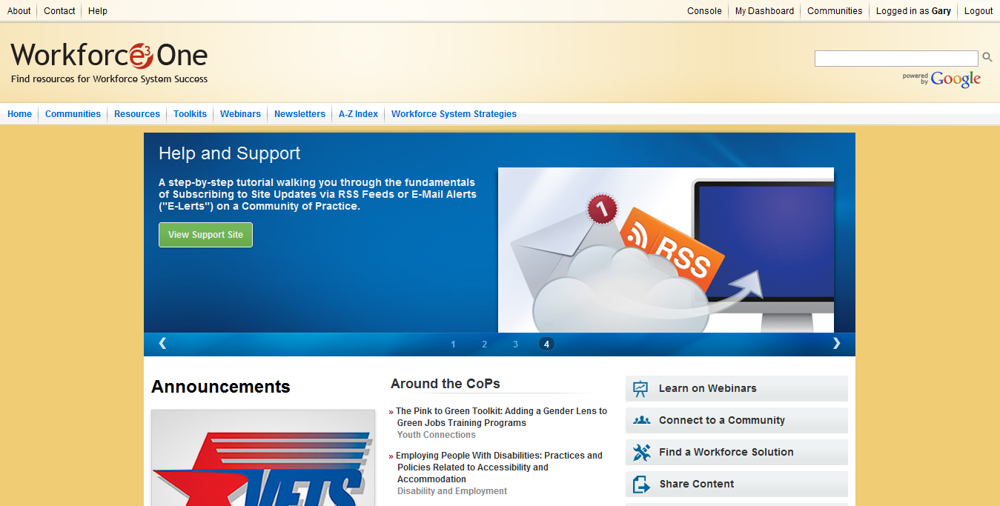 About
Contact
Help
Console
My Dashboard
Communities
Logged in as Gary
Logout
Workforce3 One
Find resources for Workforce System Success
powered by Google
Home
Communities
Resources
Toolkits
Webinars
Newsletters
A-Z Index
Workforce System Strategies
Help and Support
A step-by-step tutorial walking you through the fundamentals
of Subscribing to Site Updates via RSS Feeds or E-Mail Alerts
("E-Lerts") on a Community of Practice.
View Support Site
1
RSS
❮
1
2
3
4
❯
Announcements
VETS
Around the CoPs
» The Pink to Green Toolkit: Adding a Gender Lens to
Green Jobs Training Programs
Youth Connections
» Employing People With Disabilities: Practices and
Policies Related to Accessibility and
Accommodation
Disability and Employment
Learn on Webinars
Connect to a Community
Find a Workforce Solution
Share Content